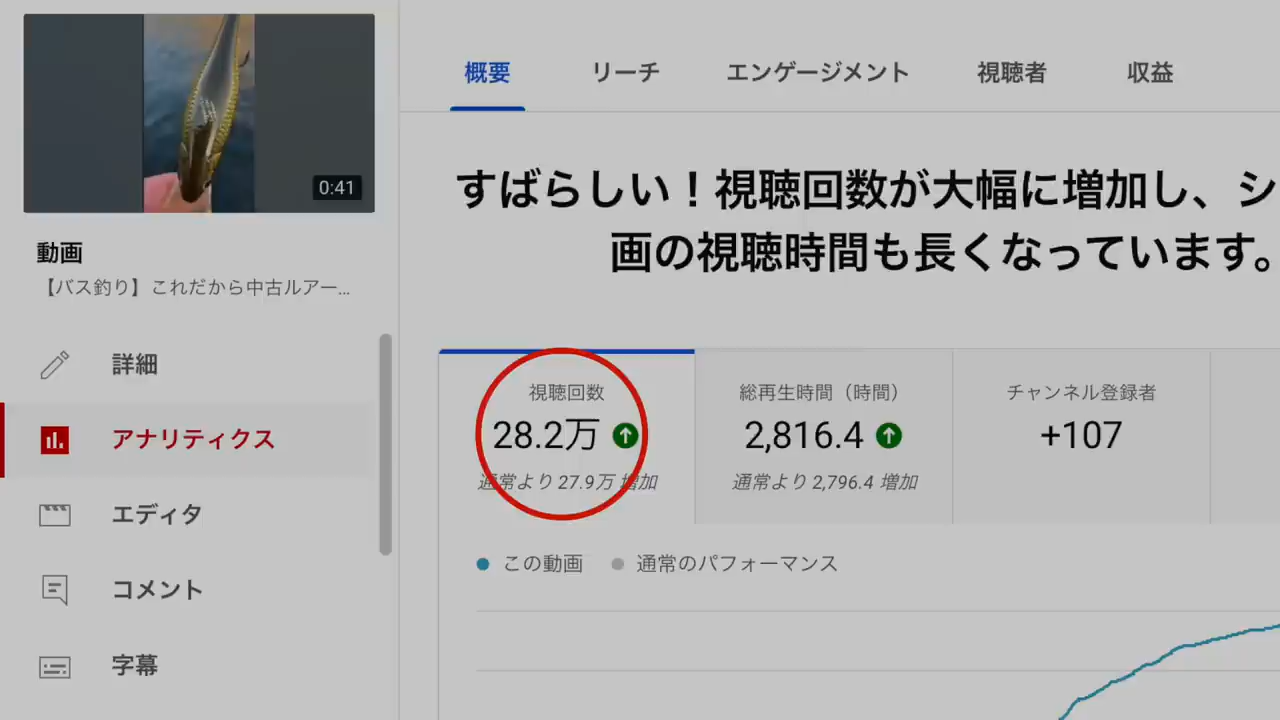 0:41
動画
【バス釣り】これだから中古ルアー...
詳細
アナリティクス
エディタ
コメント
字幕
概要 リーチ エンゲージメント 視聴者 収益
すばらしい！視聴回数が大幅に増加し、シ
画の視聴時間も長くなっています。
視聴回数 総再生時間（時間） チャンネル登録者
28.2万 2,816.4 +107
通常より 27.9万 増加 通常より 2,796.4 増加
この動画 通常のパフォーマンス